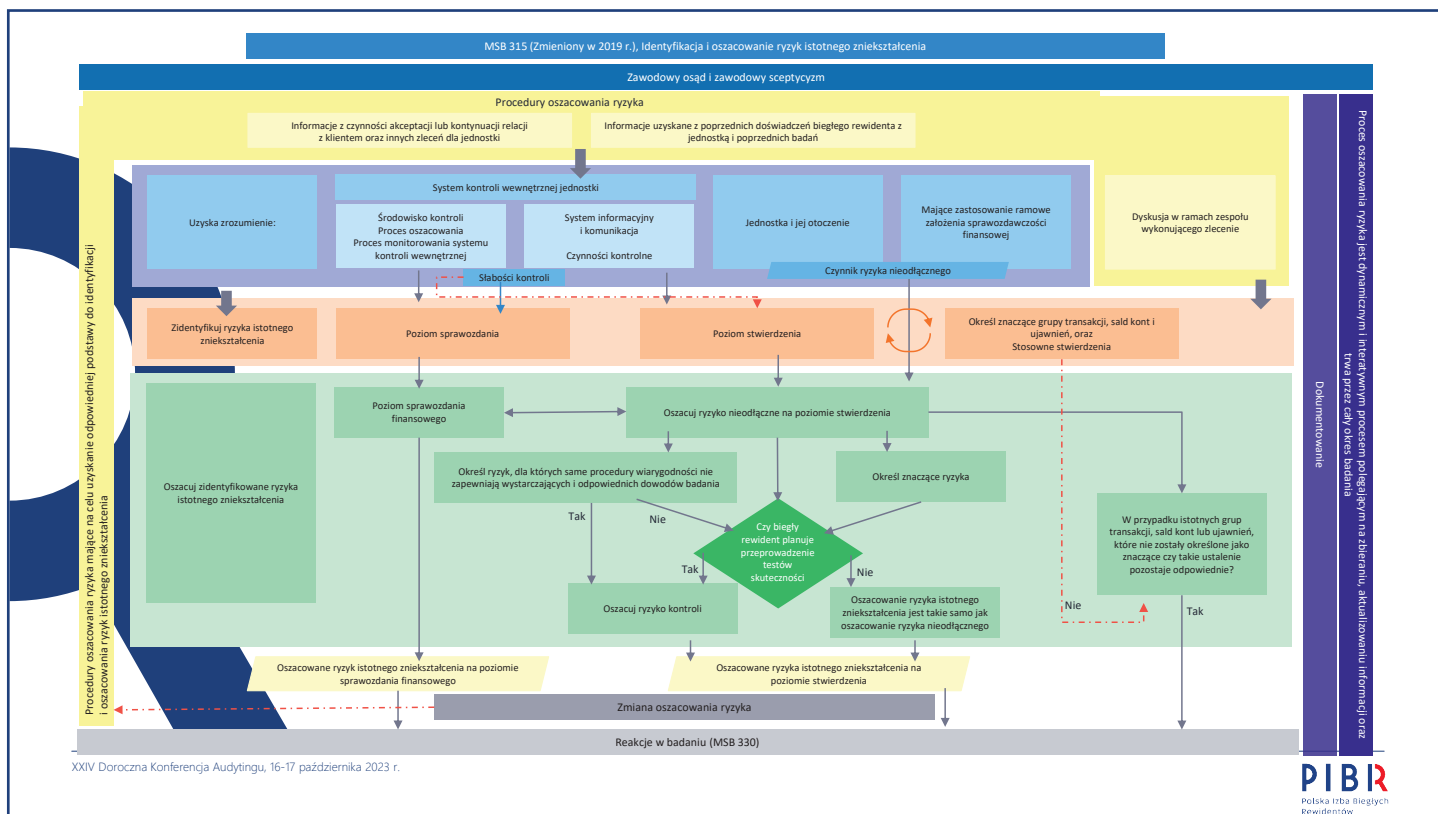 MSB 315 (Zmieniony w 2019 r.), Identyfikacja i oszacowanie ryzyk istotnego zniekształcenia
Zawodowy osąd i zawodowy sceptycyzm
Procedury oszacowania ryzyka
Informacje z czynności akceptacji lub kontynuacji relacji
z klientem oraz innych zleceń dla jednostki
Informacje uzyskane z poprzednich doświadczeń biegłego rewidenta z
jednostką i poprzednich badań
Uzyska zrozumienie:
System kontroli wewnętrznej jednostki
Środowisko kontroli
Proces oszacowania
Proces monitorowania systemu
kontroli wewnętrznej
System informacyjny
i komunikacja
Czynności kontrolne
Jednostka i jej otoczenie
Mające zastosowanie ramowe
założenia sprawozdawczości
finansowej
Dyskusja w ramach zespołu
wykonującego zlecenie
Słabości kontroli
Czynnik ryzyka nieodłącznego
Zidentyfikuj ryzyka istotnego
zniekształcenia
Poziom sprawozdania
Poziom stwierdzenia
Określ znaczące grupy transakcji, sald kont i
ujawnień, oraz
Stosowne stwierdzenia
Oszacuj zidentyfikowane ryzyka
istotnego zniekształcenia
Poziom sprawozdania
finansowego
Oszacuj ryzyko nieodłączne na poziomie stwierdzenia
Określ ryzyk, dla których same procedury wiarygodności nie
zapewniają wystarczających i odpowiednich dowodów badania
Określ znaczące ryzyka
Tak
Nie
Czy biegły
rewident planuje
przeprowadzenie
testów
skuteczności
Tak
Nie
W przypadku istotnych grup
transakcji, sald kont lub ujawnień,
które nie zostały określone jako
znaczące czy takie ustalenie
pozostaje odpowiednie?
Oszacuj ryzyko kontroli
Oszacowanie ryzyka istotnego
zniekształcenia jest takie samo jak
oszacowanie ryzyka nieodłącznego
Nie
Tak
Oszacowane ryzyk istotnego zniekształcenia na poziomie
sprawozdania finansowego
Oszacowane ryzyka istotnego zniekształcenia na
poziomie stwierdzenia
Zmiana oszacowania ryzyka
Reakcje w badaniu (MSB 330)
Procedury oszacowania ryzyka mające na celu uzyskanie odpowiedniej podstawy do identyfikacji
i oszacowania ryzyk istotnego zniekształcenia
Dokumentowanie
Proces oszacowania ryzyka jest dynamicznym i interatywnym procesem polegającym na zbieraniu, aktualizowaniu informacji oraz
trwa przez cały okres badania
XXIV Doroczna Konferencja Audytingu, 16-17 października 2023 r.
PIBR
Polska Izba Biegłych
Rewidentów